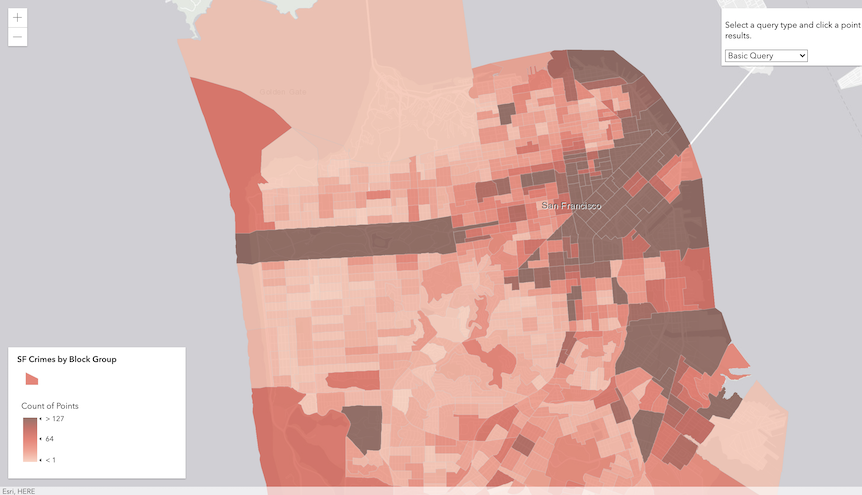 +
−
Select a query type and click a point
results.
Basic Query
San Francisco
SF Crimes by Block Group
Count of Points
> 127
64
< 1
Esri, HERE